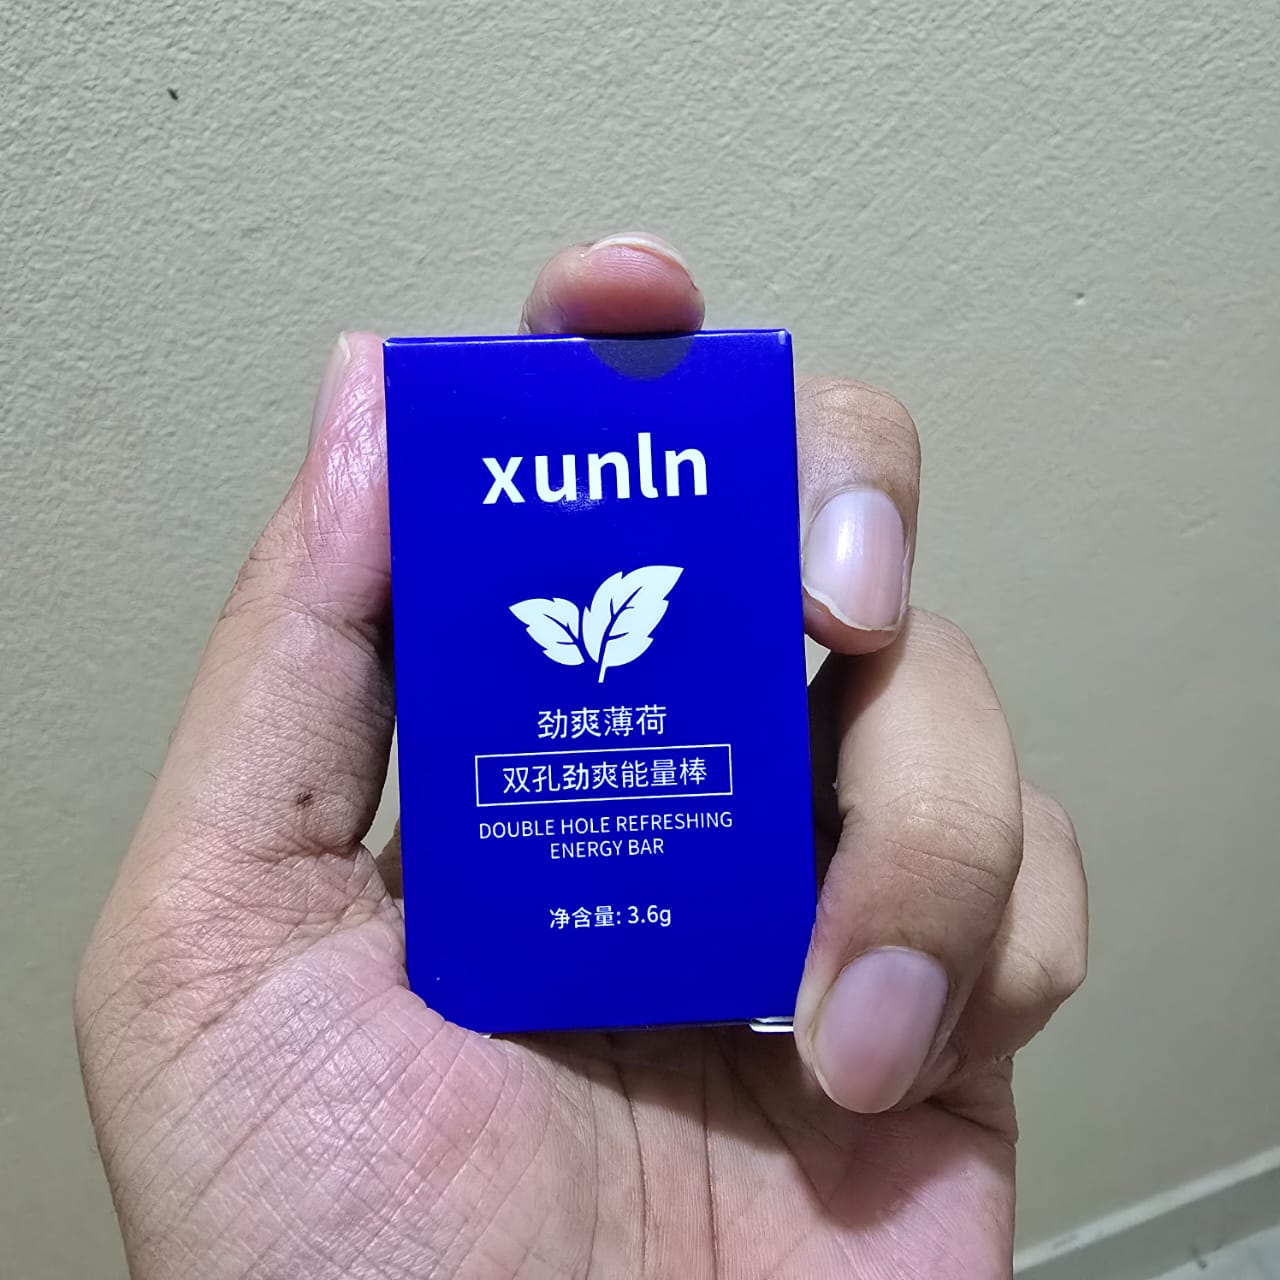 xunln
劲爽薄荷
双孔劲爽能量棒
DOUBLE HOLE REFRESHING
ENERGY BAR
净含量: 3.6g